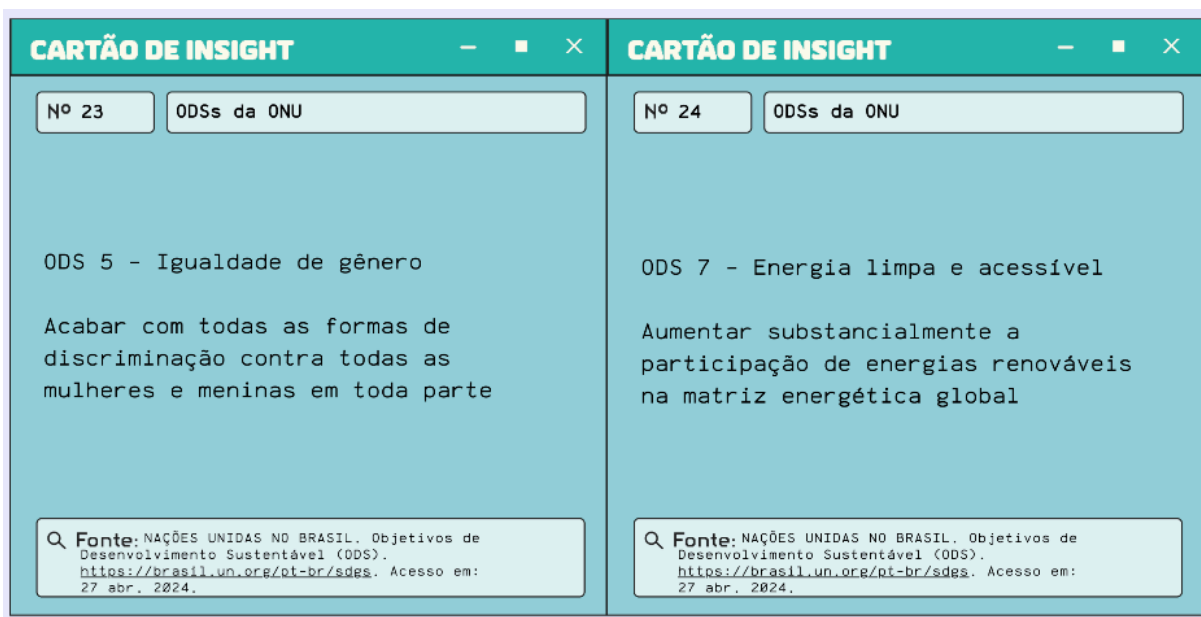 CARTÃO DE INSIGHT
Nº 23
ODSs da ONU
ODS 5 - Igualdade de gênero
Acabar com todas as formas de
discriminação contra todas as
mulheres e meninas em toda parte
Fonte: NAÇÕES UNIDAS NO BRASIL. Objetivos de
Desenvolvimento Sustentável (ODS).
https://brasil.un.org/pt-br/sdgs. Acesso em:
27 abr. 2024.
CARTÃO DE INSIGHT
Nº 24
ODSs da ONU
ODS 7 - Energia limpa e acessível
Aumentar substancialmente a
participação de energias renováveis
na matriz energética global
Fonte: NAÇÕES UNIDAS NO BRASIL. Objetivos de
Desenvolvimento Sustentável (ODS).
https://brasil.un.org/pt-br/sdgs. Acesso em:
27 abr. 2024.